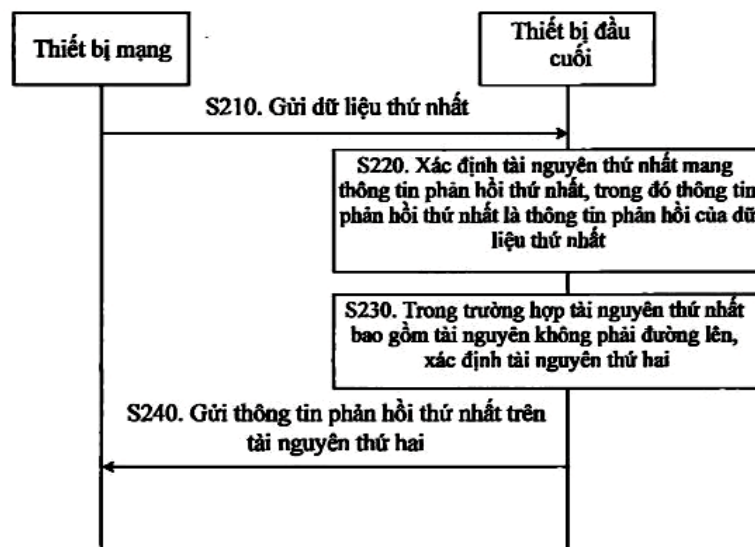 Thiết bị mạng
Thiết bị đầu
cuối
S210. Gửi dữ liệu thứ nhất
S220. Xác định tài nguyên thứ nhất mang
thông tin phản hồi thứ nhất, trong đó thông tin
phản hồi thứ nhất là thông tin phản hồi của dữ
liệu thứ nhất
S230. Trong trường hợp tài nguyên thứ nhất
bao gồm tài nguyên không phải đường lên,
xác định tài nguyên thứ hai
S240. Gửi thông tin phản hồi thứ nhất trên
tài nguyên thứ hai